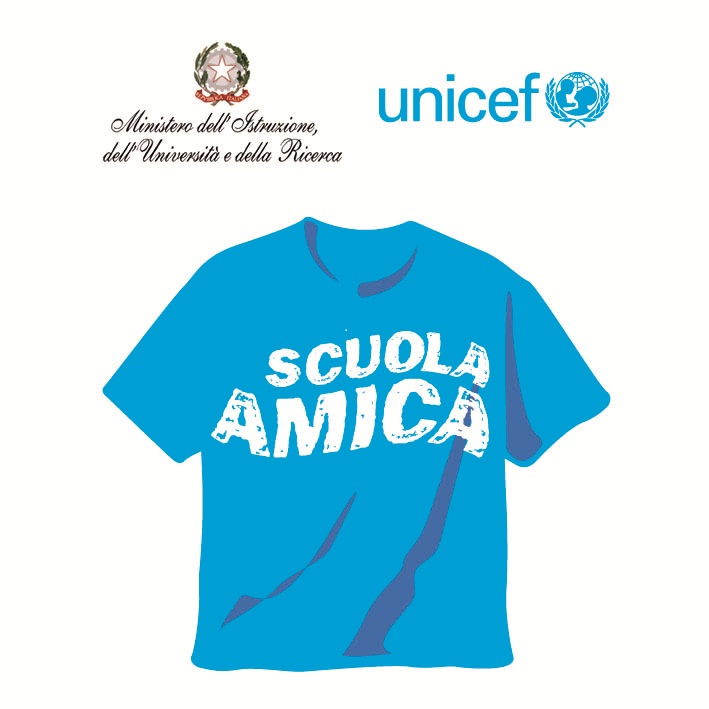 Ministero dell'Istruzione,
dell'Università e della Ricerca
unicef
SCUOLA
AMICA